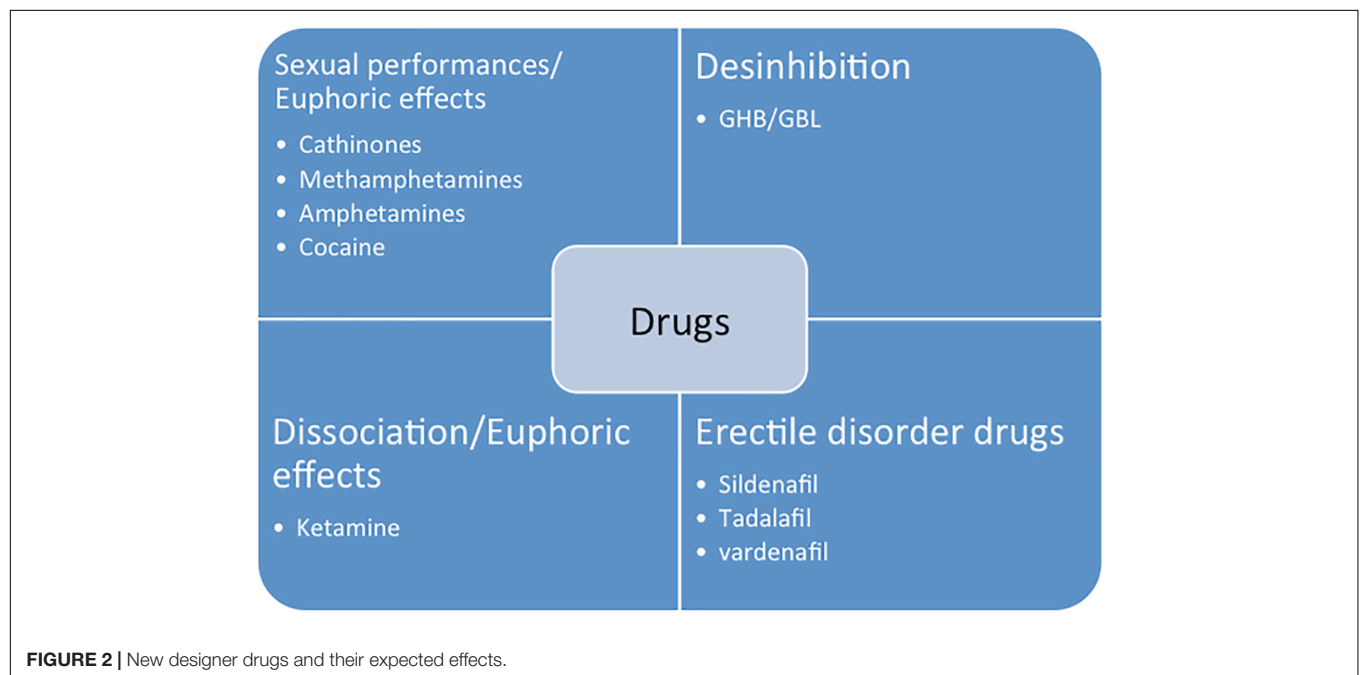 Sexual performances/
Euphoric effects
• Cathinones
• Methamphetamines
• Amphetamines
• Cocaine
Desinhibition
• GHB/GBL
Drugs
Dissociation/Euphoric
effects
• Ketamine
Erectile disorder drugs
• Sildenafil
• Tadalafil
• vardenafil
FIGURE 2 | New designer drugs and their expected effects.